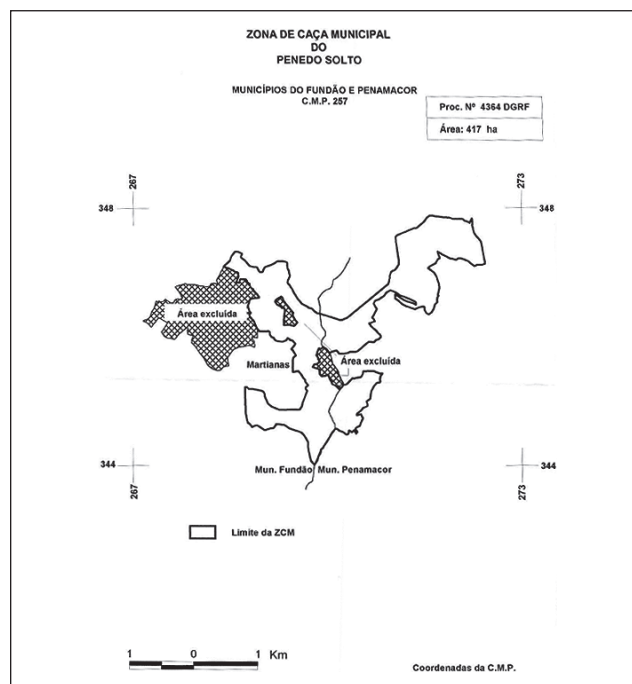 ZONA DE CAÇA MUNICIPAL
DO
PENEDO SOLTO
MUNICÍPIOS DO FUNDÃO E PENAMACOR
C.M.P. 257
Proc. Nº 4364 DGRF
Área: 417 ha
267
273
348
348
Área excluída
Martianas
Área excluída
344
344
Mun. Fundão
Mun. Penamacor
267
273
Limite da ZCM
1 0 1 Km
Coordenadas da C.M.P.